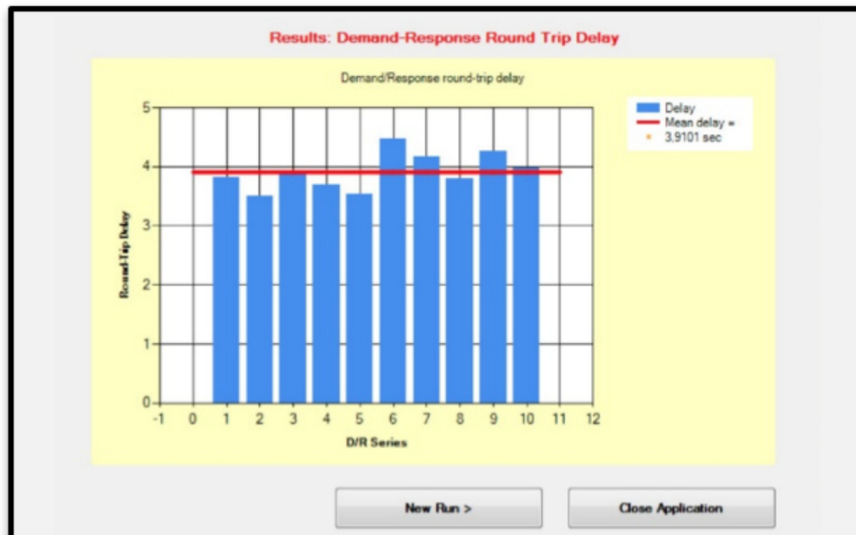 Results: Demand-Response Round Trip Delay
Demand/Response round-trip delay
Delay
Mean delay =
3,9101 sec
Round-Trip Delay
5
4
3
2
1
0
-1 0 1 2 3 4 5 6 7 8 9 10 11 12
D/R Series
New Run >
Close Application